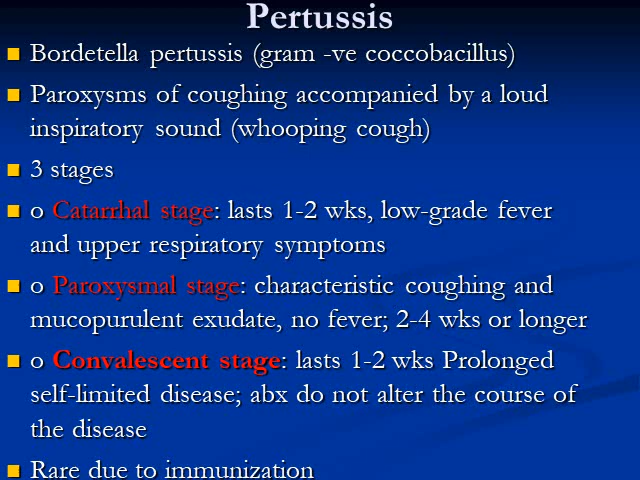 Pertussis
Bordetella pertussis (gram -ve coccobacillus)
Paroxysms of coughing accompanied by a loud
inspiratory sound (whooping cough)
3 stages
o Catarrhal stage: lasts 1-2 wks, low-grade fever
and upper respiratory symptoms
o Paroxysmal stage: characteristic coughing and
mucopurulent exudate, no fever; 2-4 wks or longer
o Convalescent stage: lasts 1-2 wks Prolonged
self-limited disease; abx do not alter the course of
the disease
Rare due to immunization